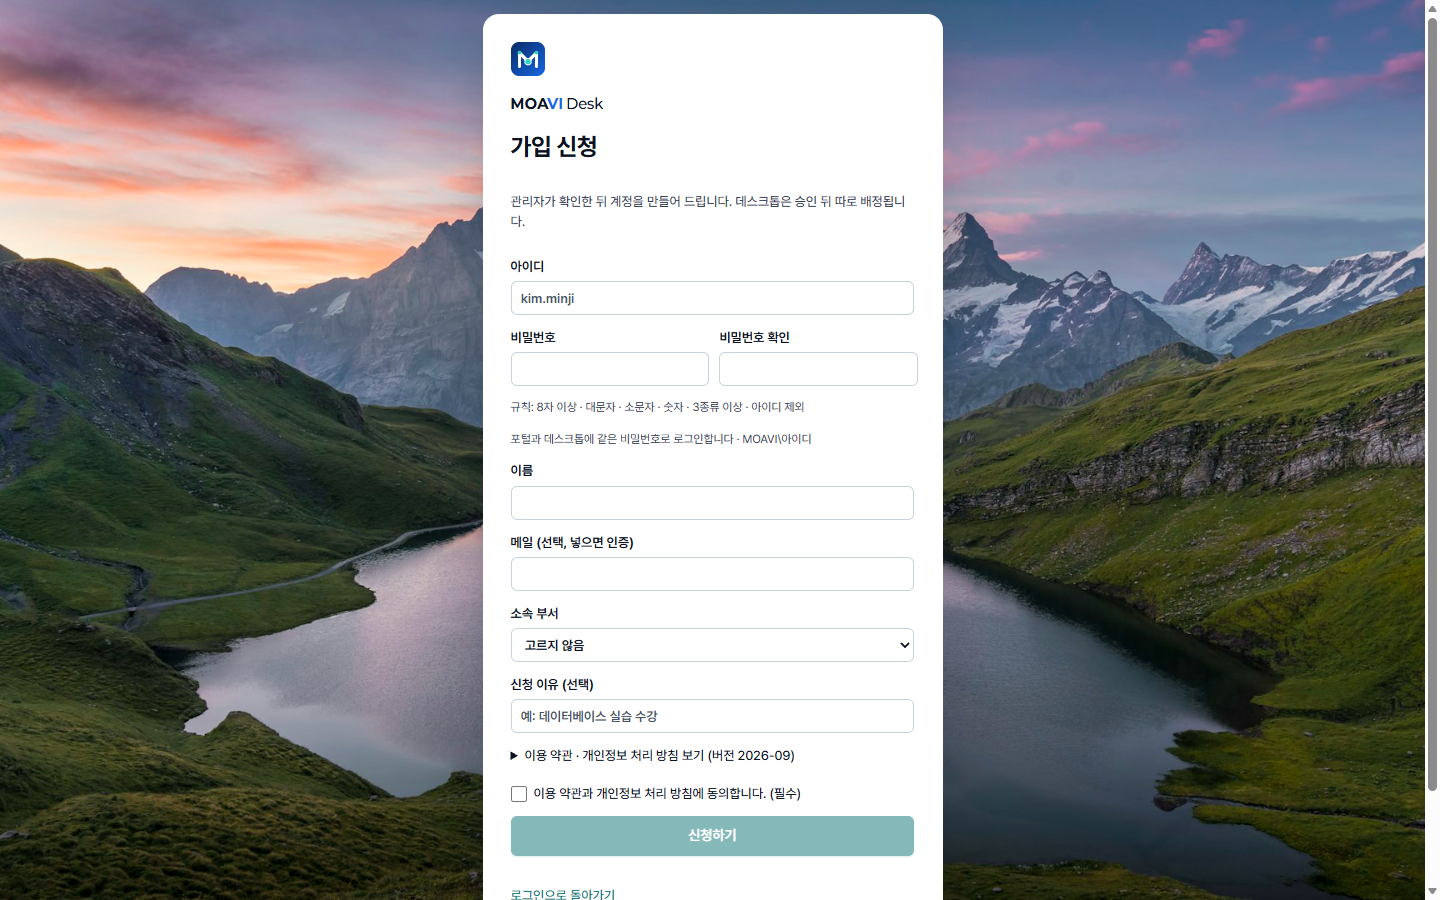 MOAVI Desk
가입 신청
관리자가 확인한 뒤 계정을 만들어 드립니다. 데스크톱은 승인 뒤 따로 배정됩니
다.
아이디
kim.minji
비밀번호
비밀번호 확인
규칙: 8자 이상 · 대문자 · 소문자 · 숫자 · 3종류 이상 · 아이디 제외
포털과 데스크톱에 같은 비밀번호로 로그인합니다 · MOAVI\아이디
이름
메일 (선택, 넣으면 인증)
소속 부서
고르지 않음
신청 이유 (선택)
예: 데이터베이스 실습 수강
이용 약관 · 개인정보 처리 방침 보기 (버전 2026-09)
이용 약관과 개인정보 처리 방침에 동의합니다. (필수)
신청하기
로그인으로 돌아가기